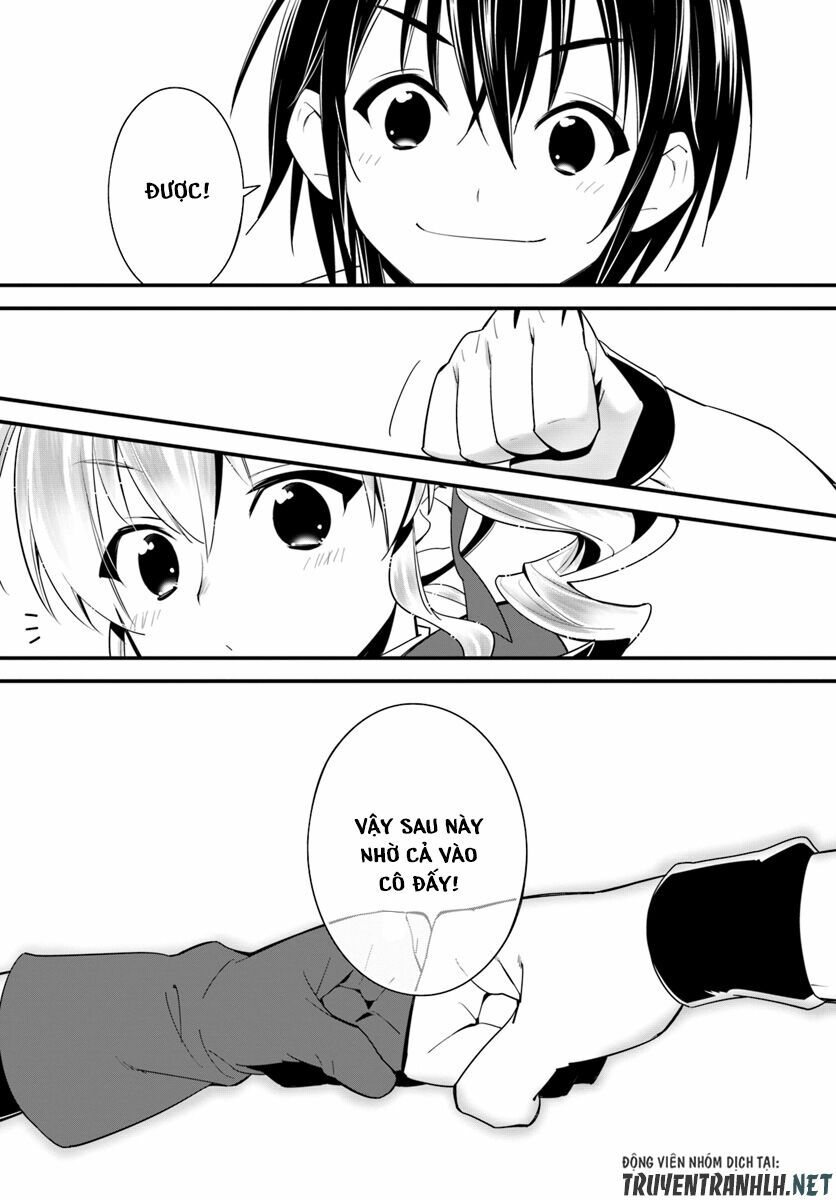 ĐƯỢC!
VẬY SAU NÀY
NHỜ CẢ VÀO
CÔ ĐẤY!
ĐỘNG VIÊN NHÓM DỊCH TẠI:
TRUYENTRANHLH.NET